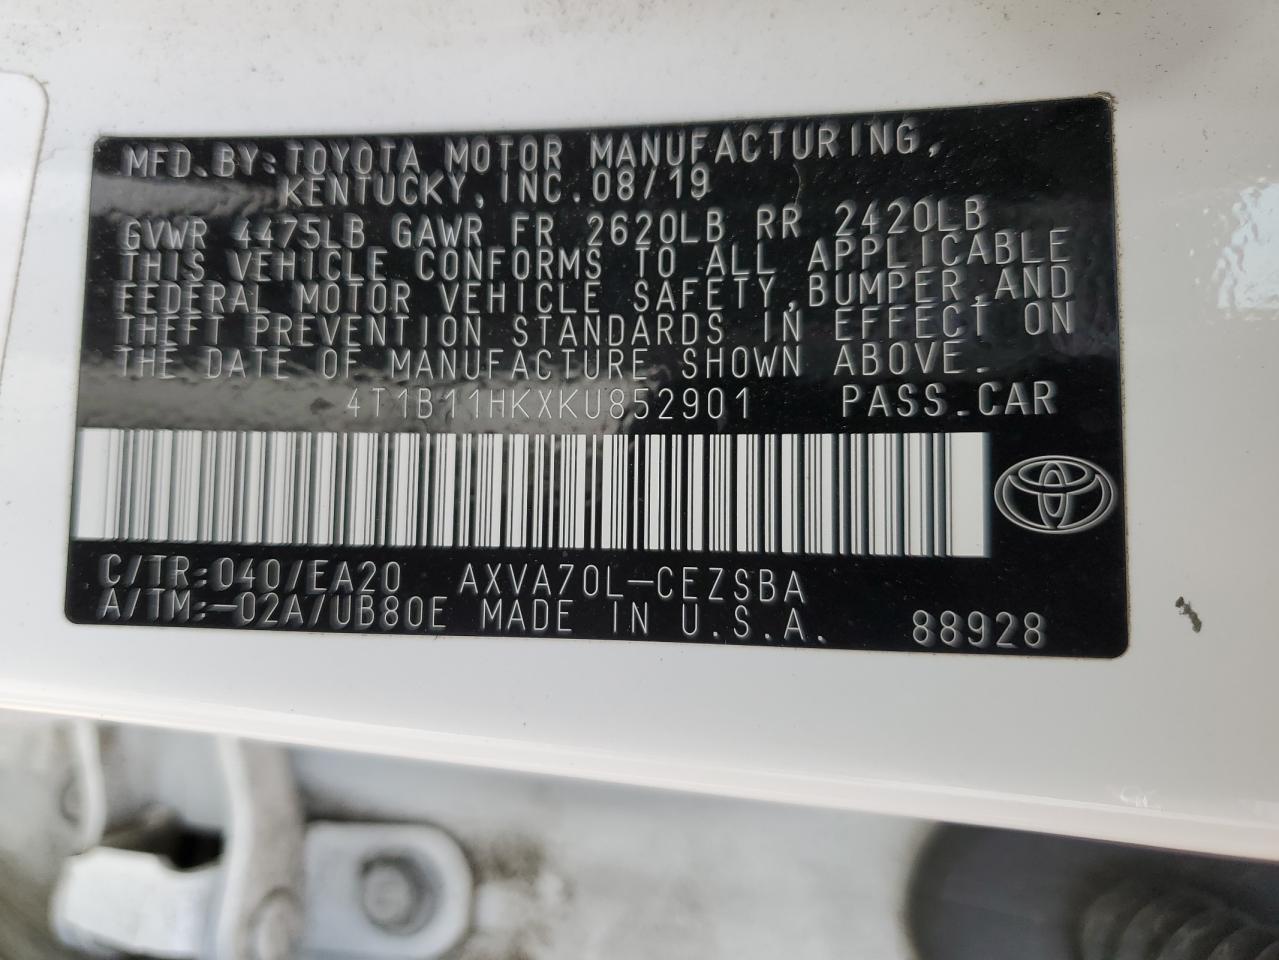 MFD.BY:TOYOTA MOTOR MANUFACTURING,
KENTUCKY,INC.08/19
GVWR 4475LB GAWR FR 2620LB RR 2420LB
THIS VEHICLE CONFORMS TO ALL APPLICABLE
FEDERAL MOTOR VEHICLE SAFETY,BUMPER,AND
THEFT PREVENTION STANDARDS IN EFFECT ON
THE DATE OF MANUFACTURE SHOWN ABOVE.
4T1B11HKXKU852901 PASS.CAR
C/TR:040/EA20 AXVA70L-CEZSBA
A/TM:-02A/UB80E MADE IN U.S.A. 88928